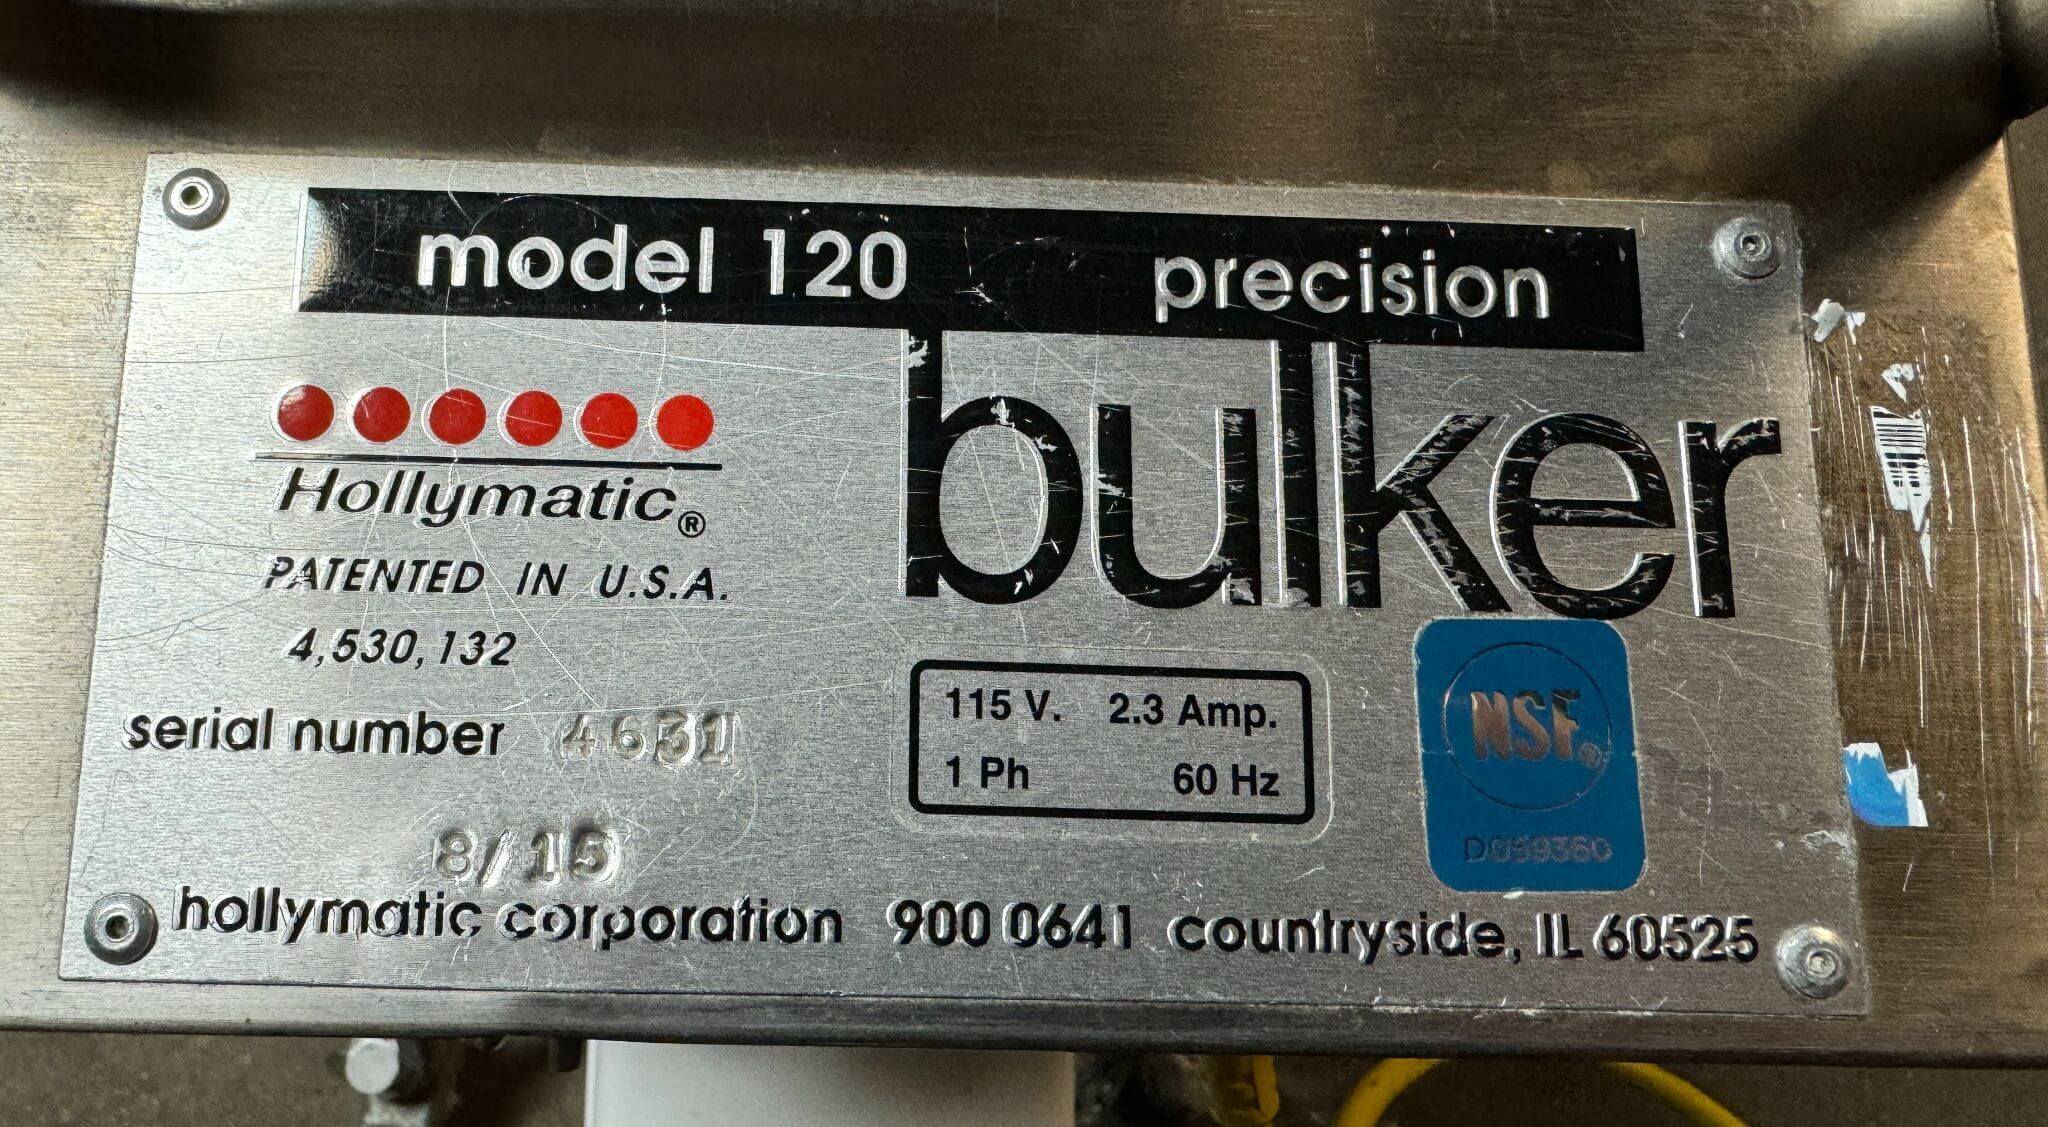 model 120 precision
bulker
Hollymatic®
PATENTED IN U.S.A.
4,530,132
serial number 4631
8/15
115 V. 2.3 Amp.
1 Ph 60 Hz
NSF®
hollymatic corporation 900 0641 countryside, IL 60525